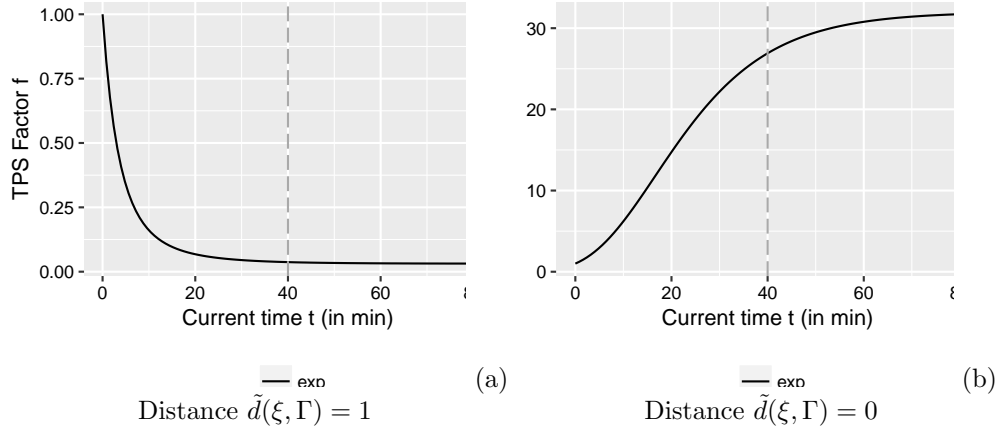 1.00
0.75
0.50
0.25
0.00
TPS Factor f
0 20 40 60 8
Current time t (in min)
exp
(a)
Distance d̃(ξ, Γ) = 1
30
20
10
0
0 20 40 60 8
Current time t (in min)
exp
(b)
Distance d̃(ξ, Γ) = 0